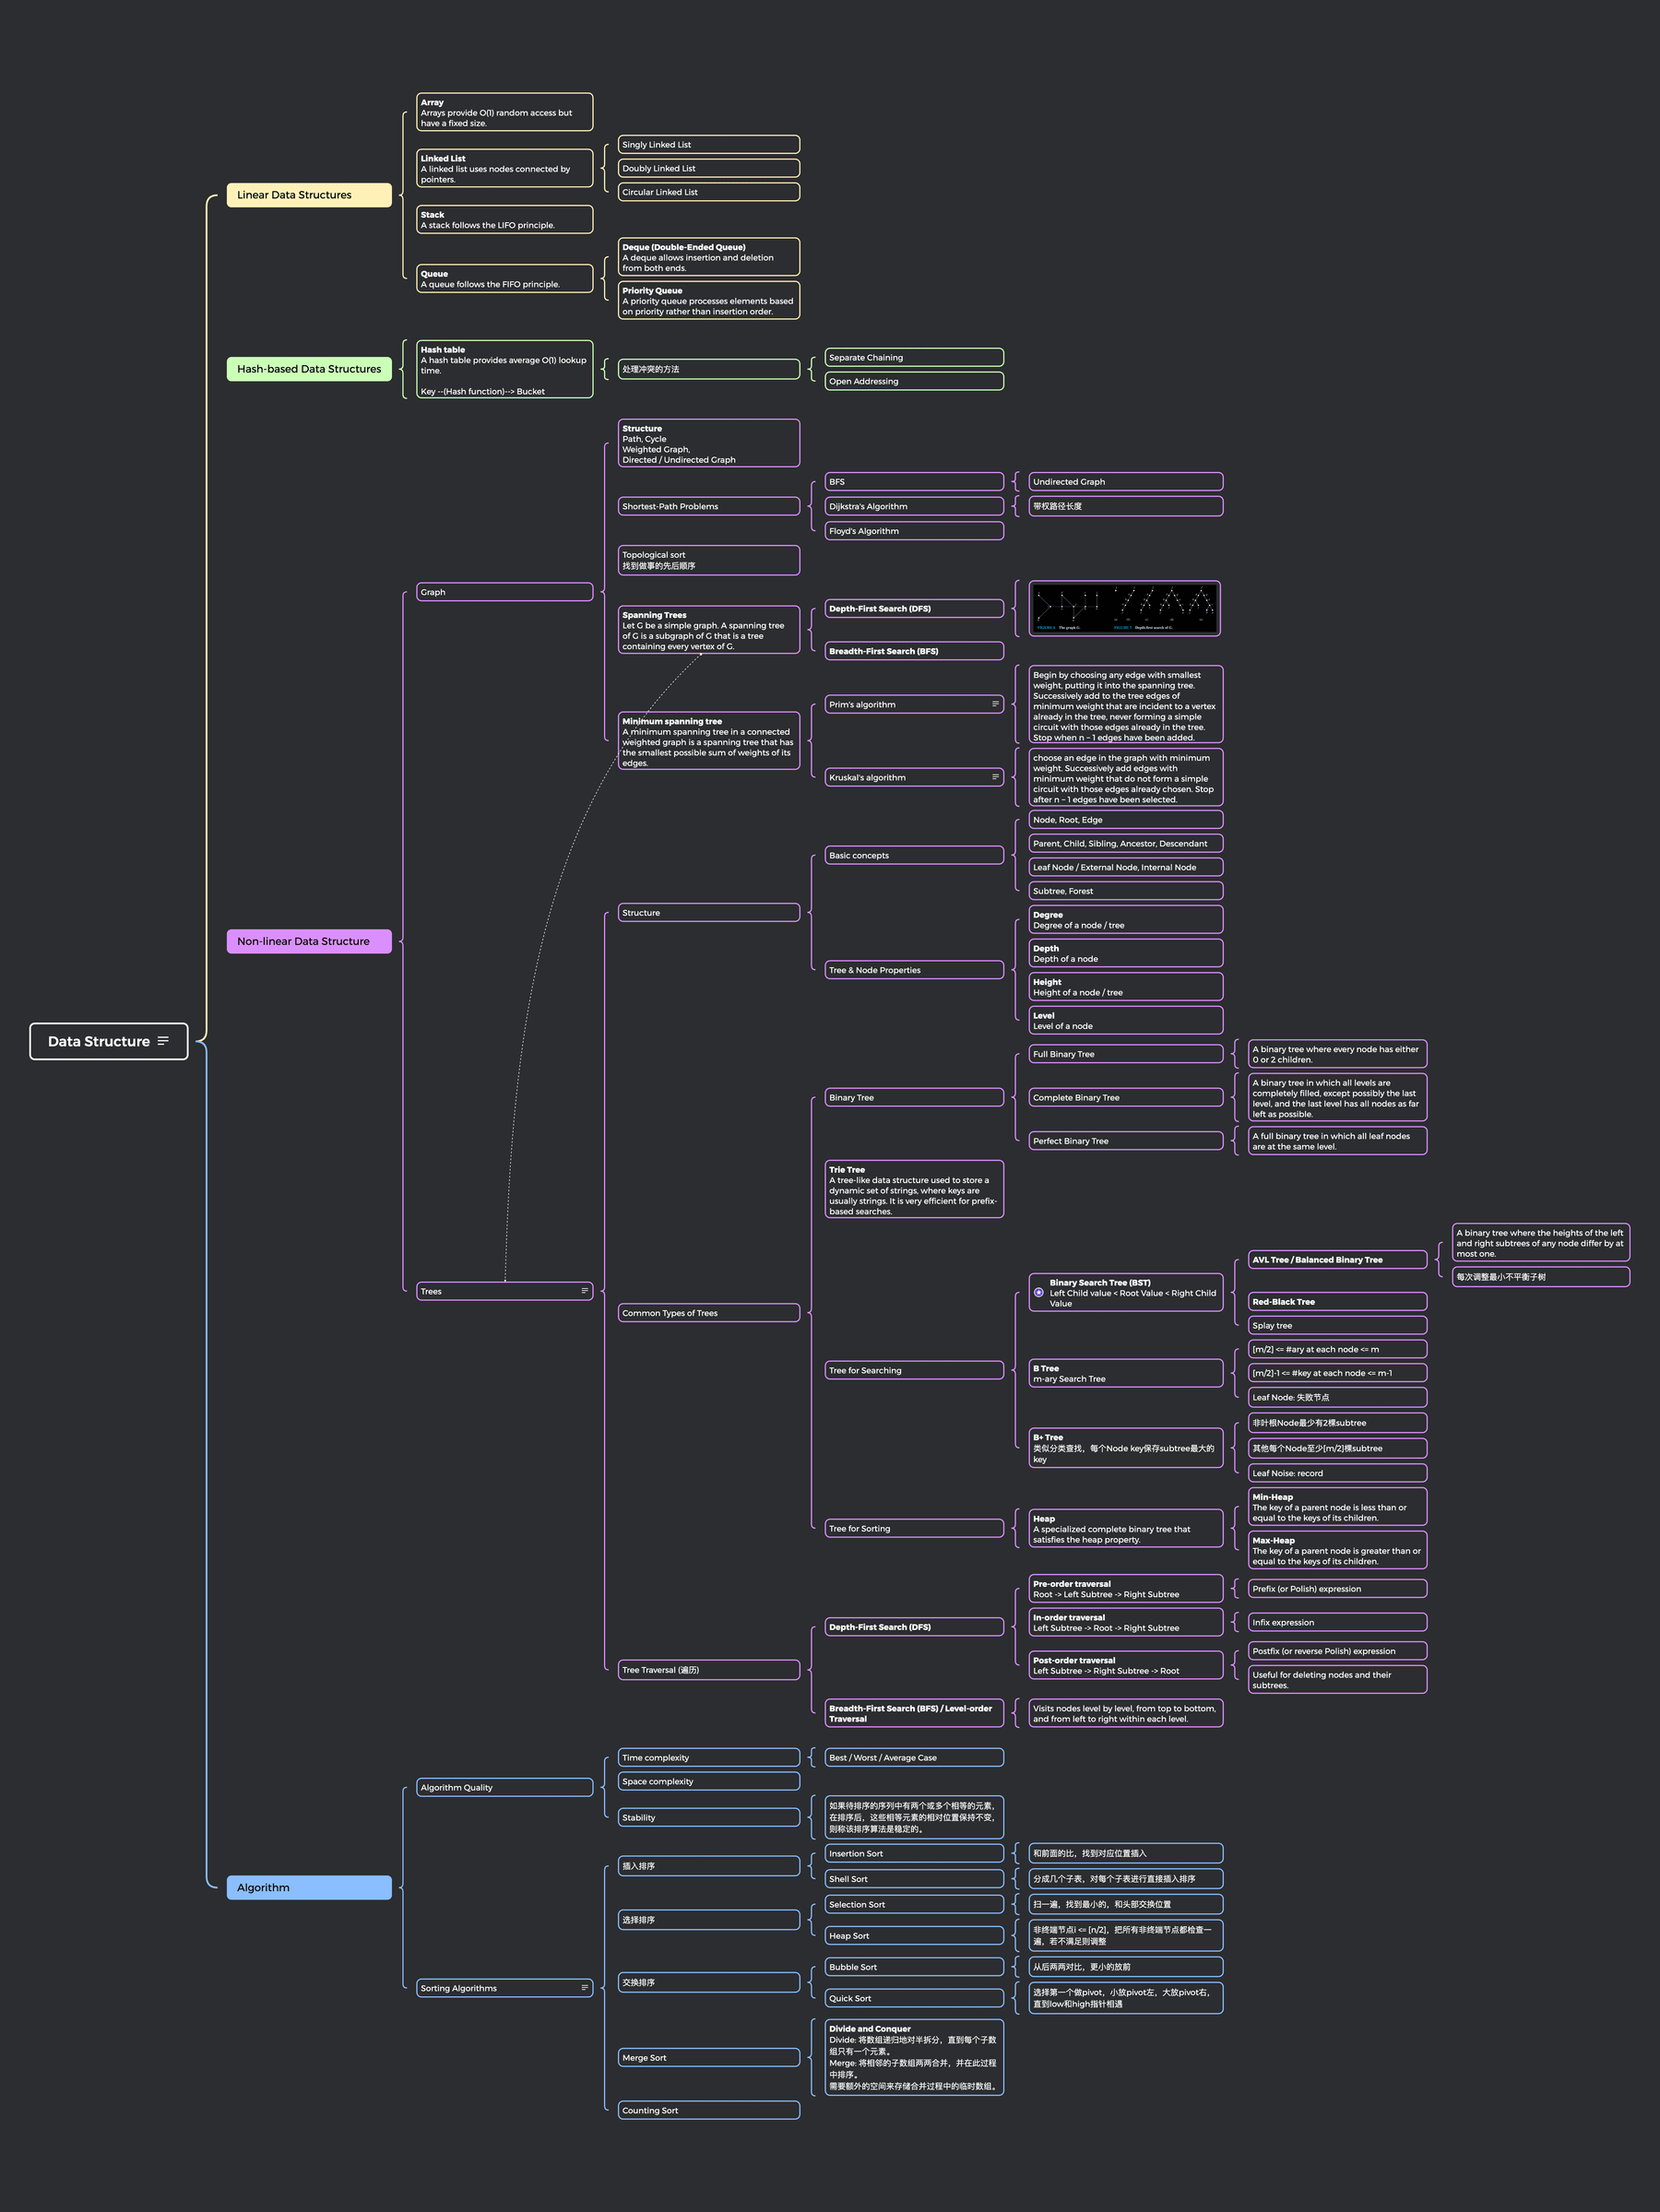 Data Structure
Linear Data Structures
Array
Arrays provide O(1) random access but
have a fixed size.
Linked List
A linked list uses nodes connected by
pointers.
Singly Linked List
Doubly Linked List
Circular Linked List
Stack
A stack follows the LIFO principle.
Queue
A queue follows the FIFO principle.
Deque (Double-Ended Queue)
A deque allows insertion and deletion
from both ends.
Priority Queue
A priority queue processes elements based
on priority rather than insertion order.
Hash-based Data Structures
Hash table
A hash table provides average O(1) lookup
time.
Key --(Hash function)--> Bucket
处理冲突的方法
Separate Chaining
Open Addressing
Non-linear Data Structure
Graph
Structure
Path, Cycle
Weighted Graph,
Directed / Undirected Graph
Shortest-Path Problems
BFS
Undirected Graph
Dijkstra's Algorithm
带权路径长度
Floyd's Algorithm
Topological sort
找到做事的先后顺序
Spanning Trees
Let G be a simple graph. A spanning tree
of G is a subgraph of G that is a tree
containing every vertex of G.
Depth-First Search (DFS)
The graph G.
Depth-first search of G.
Breadth-First Search (BFS)
Minimum spanning tree
A minimum spanning tree in a connected
weighted graph is a spanning tree that has
the smallest possible sum of weights of its
edges.
Prim's algorithm
Begin by choosing any edge with smallest
weight, putting it into the spanning tree.
Successively add to the tree edges of
minimum weight that are incident to a vertex
already in the tree, never forming a simple
circuit with those edges already in the tree.
Stop when n − 1 edges have been added.
Kruskal's algorithm
choose an edge in the graph with minimum
weight. Successively add edges with
minimum weight that do not form a simple
circuit with those edges already chosen. Stop
after n − 1 edges have been selected.
Trees
Structure
Basic concepts
Node, Root, Edge
Parent, Child, Sibling, Ancestor, Descendant
Leaf Node / External Node, Internal Node
Subtree, Forest
Tree & Node Properties
Degree
Degree of a node / tree
Depth
Depth of a node
Height
Height of a node / tree
Level
Level of a node
Common Types of Trees
Binary Tree
Full Binary Tree
A binary tree where every node has either
0 or 2 children.
Complete Binary Tree
A binary tree in which all levels are
completely filled, except possibly the last
level, and the last level has all nodes as far
left as possible.
Perfect Binary Tree
A full binary tree in which all leaf nodes
are at the same level.
Trie Tree
A tree-like data structure used to store a
dynamic set of strings, where keys are
usually strings. It is very efficient for prefix-
based searches.
Tree for Searching
Binary Search Tree (BST)
Left Child value < Root Value < Right Child
Value
AVL Tree / Balanced Binary Tree
A binary tree where the heights of the left
and right subtrees of any node differ by at
most one.
每次调整最小不平衡子树
Red-Black Tree
Splay tree
B Tree
m-ary Search Tree
[m/2] <= #ary at each node <= m
[m/2]-1 <= #key at each node <= m-1
Leaf Node: 失败节点
B+ Tree
类似分类查找，每个Node key保存subtree最大的
key
非叶根Node最少有2棵subtree
其他每个Node至少[m/2]棵subtree
Leaf Noise: record
Tree for Sorting
Heap
A specialized complete binary tree that
satisfies the heap property.
Min-Heap
The key of a parent node is less than or
equal to the keys of its children.
Max-Heap
The key of a parent node is greater than or
equal to the keys of its children.
Tree Traversal (遍历)
Depth-First Search (DFS)
Pre-order traversal
Root -> Left Subtree -> Right Subtree
Prefix (or Polish) expression
In-order traversal
Left Subtree -> Root -> Right Subtree
Infix expression
Post-order traversal
Left Subtree -> Right Subtree -> Root
Postfix (or reverse Polish) expression
Useful for deleting nodes and their
subtrees.
Breadth-First Search (BFS) / Level-order
Traversal
Visits nodes level by level, from top to bottom,
and from left to right within each level.
Algorithm
Algorithm Quality
Time complexity
Best / Worst / Average Case
Space complexity
Stability
如果待排序的序列中有两个或多个相等的元素，
在排序后，这些相等元素的相对位置保持不变，
则称该排序算法是稳定的。
Sorting Algorithms
插入排序
Insertion Sort
和前面的比，找到对应位置插入
Shell Sort
分成几个子表，对每个子表进行直接插入排序
选择排序
Selection Sort
扫一遍，找到最小的，和头部交换位置
Heap Sort
非终端节点i <= [n/2]，把所有非终端节点都检查一
遍，若不满足则调整
交换排序
Bubble Sort
从后两两对比，更小的放前
Quick Sort
选择第一个做pivot，小放pivot左，大放pivot右，
直到low和high指针相遇
Merge Sort
Divide and Conquer
Divide: 将数组递归地对半拆分，直到每个子数
组只有一个元素。
Merge: 将相邻的子数组两两合并，并在此过程
中排序。
需要额外的空间来存储合并过程中的临时数组。
Counting Sort